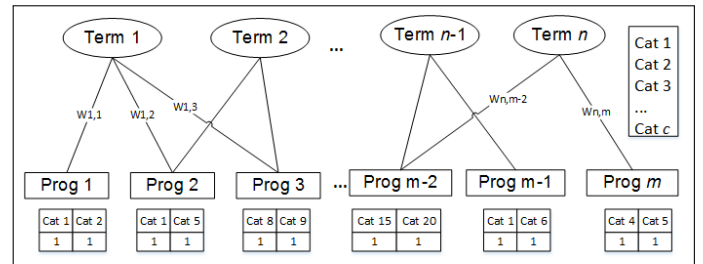 Term 1 Term 2 ... Term n-1 Term n
Cat 1
Cat 2
Cat 3
...
Cat c
W1,1 W1,2 W1,3 Wn,m-2 Wn,m
Prog 1 Prog 2 Prog 3 ... Prog m-2 Prog m-1 Prog m
Cat 1 Cat 2 Cat 1 Cat 5 Cat 8 Cat 9 Cat 15 Cat 20 Cat 1 Cat 6 Cat 4 Cat 5
1 1 1 1 1 1 1 1 1 1 1 1